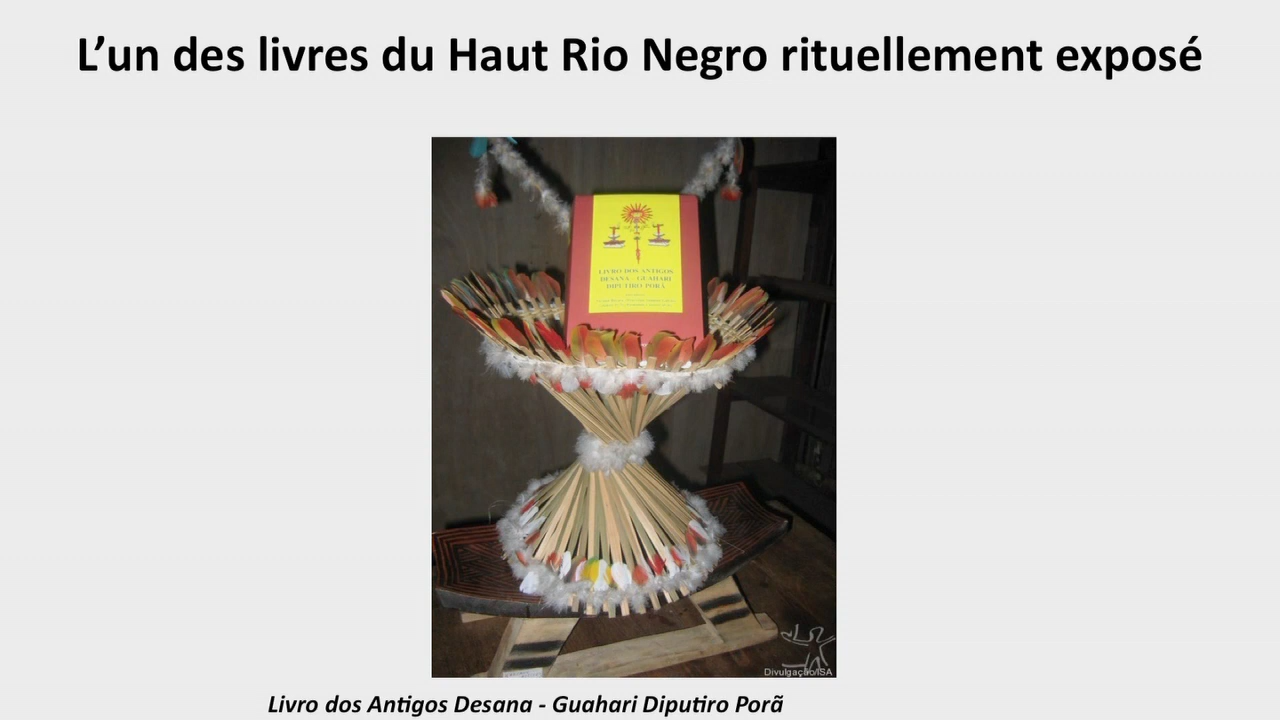 L’un des livres du Haut Rio Negro rituellement exposé
LIVRO DOS ANTIGOS
DESANA - GUAHARI
DIPUTIRO PORÃ
Divulgação/ISA
Livro dos Antigos Desana - Guahari Diputiro Porã